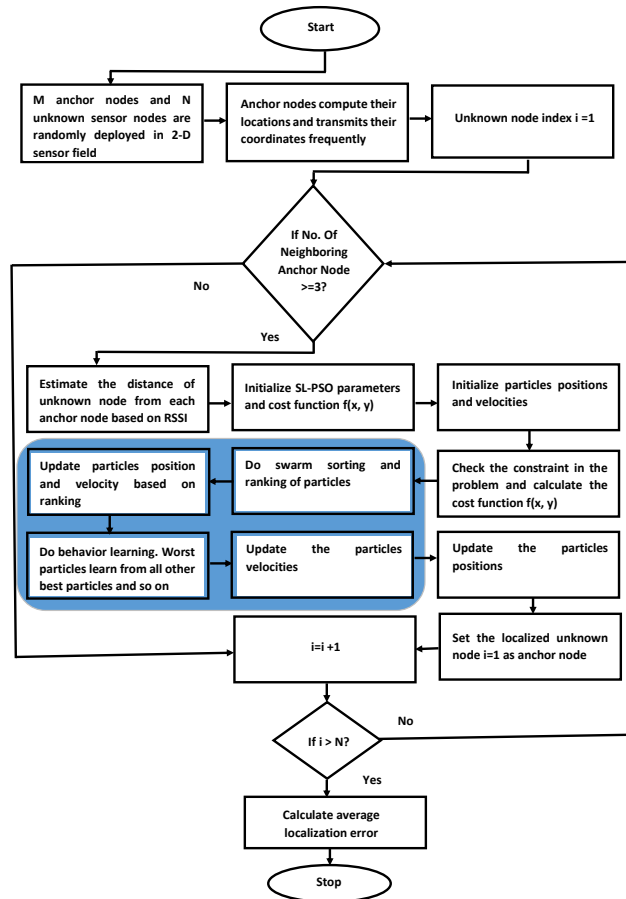 Start
M anchor nodes and N
unknown sensor nodes are
randomly deployed in 2-D
sensor field
Anchor nodes compute their
locations and transmits their
coordinates frequently
Unknown node index i =1
If No. Of
Neighboring
Anchor Node
>=3?
No
Yes
Estimate the distance of
unknown node from each
anchor node based on RSSI
Initialize SL-PSO parameters
and cost function f(x, y)
Initialize particles positions
and velocities
Update particles position
and velocity based on
ranking
Do swarm sorting and
ranking of particles
Check the constraint in the
problem and calculate the
cost function f(x, y)
Do behavior learning. Worst
particles learn from all other
best particles and so on
Update the particles
velocities
Update the particles
positions
i=i +1
Set the localized unknown
node i=1 as anchor node
If i > N?
No
Yes
Calculate average
localization error
Stop